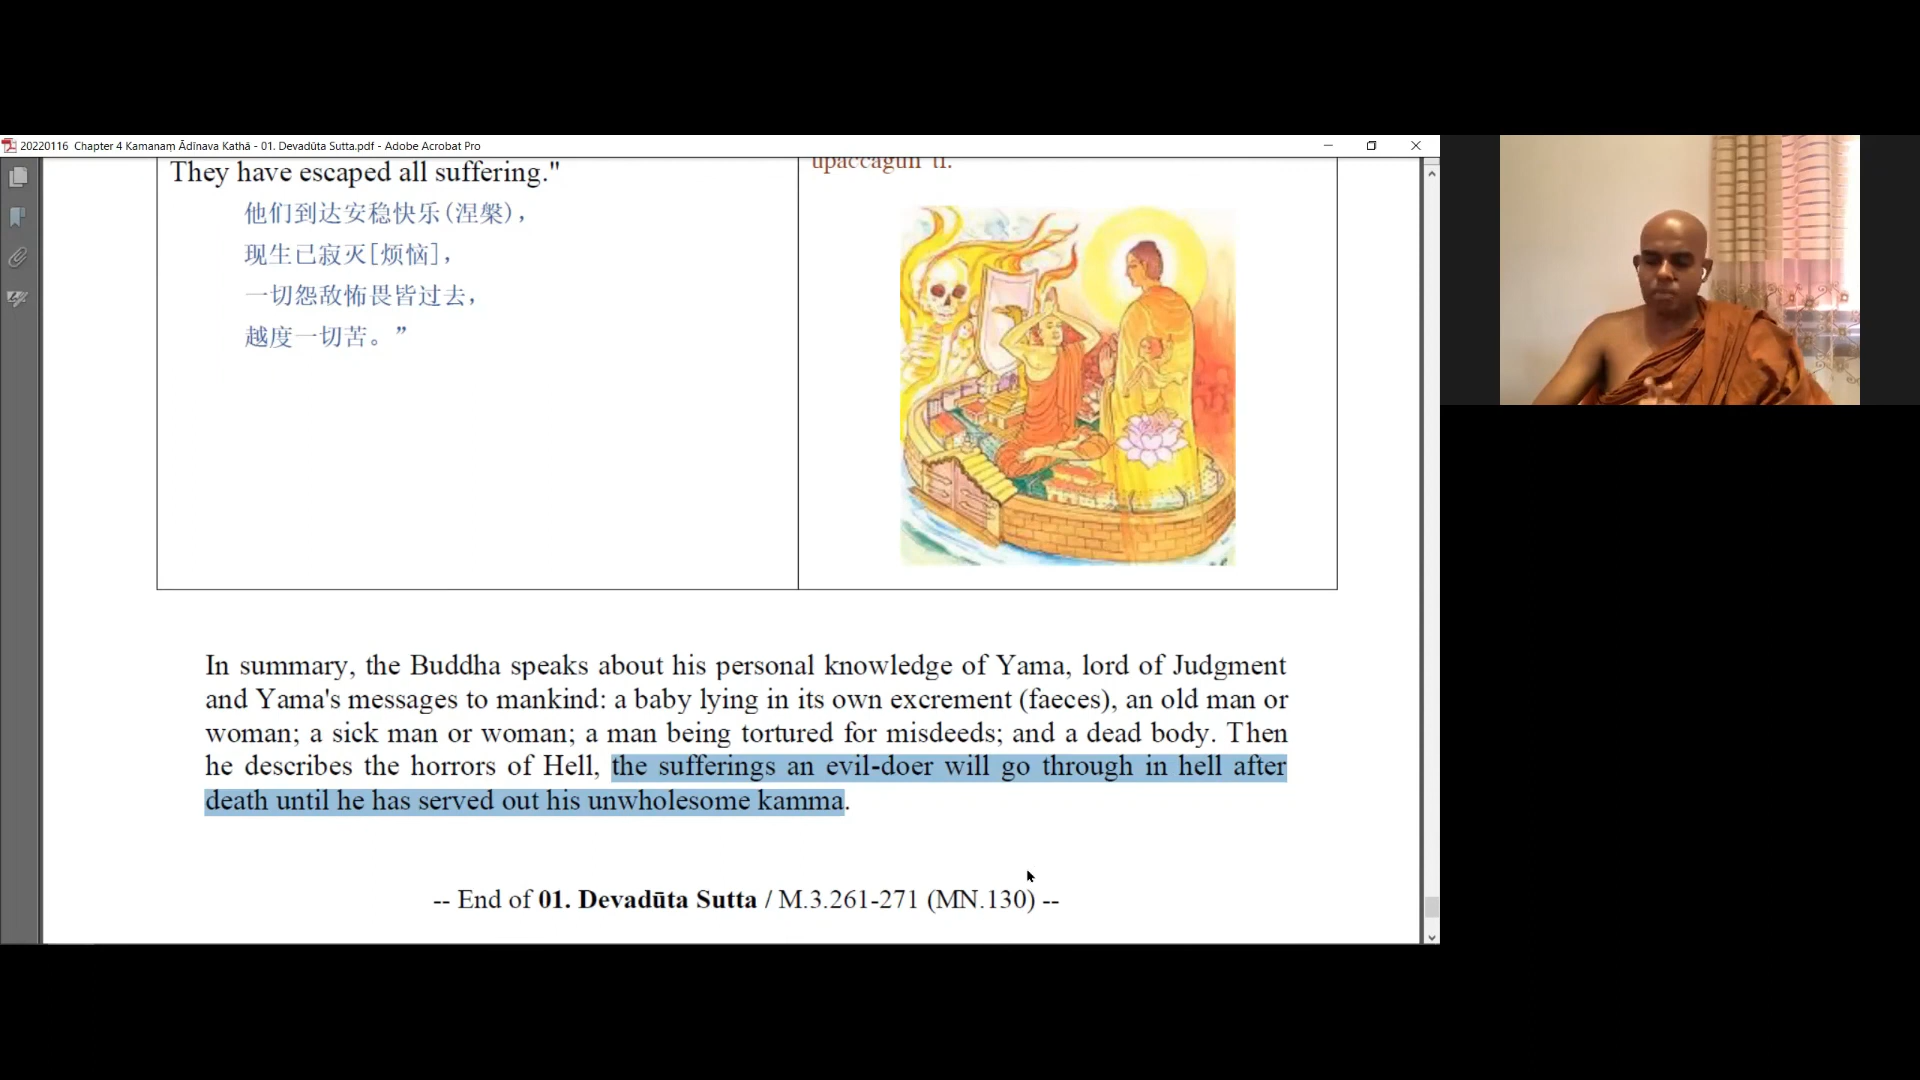 20220116 Chapter 4 Kamanaṃ Ādīnava Kathā - 01. Devadūta Sutta.pdf - Adobe Acrobat Pro
They have escaped all suffering."
他们到达安稳快乐(涅槃)，
现生已寂灭[烦恼]，
一切怨敌怖畏皆过去，
越度一切苦。”
In summary, the Buddha speaks about his personal knowledge of Yama, lord of Judgment
and Yama's messages to mankind: a baby lying in its own excrement (faeces), an old man or
woman; a sick man or woman; a man being tortured for misdeeds; and a dead body. Then
he describes the horrors of Hell, the sufferings an evil-doer will go through in hell after
death until he has served out his unwholesome kamma.
-- End of 01. Devadūta Sutta / M.3.261-271 (MN.130) --